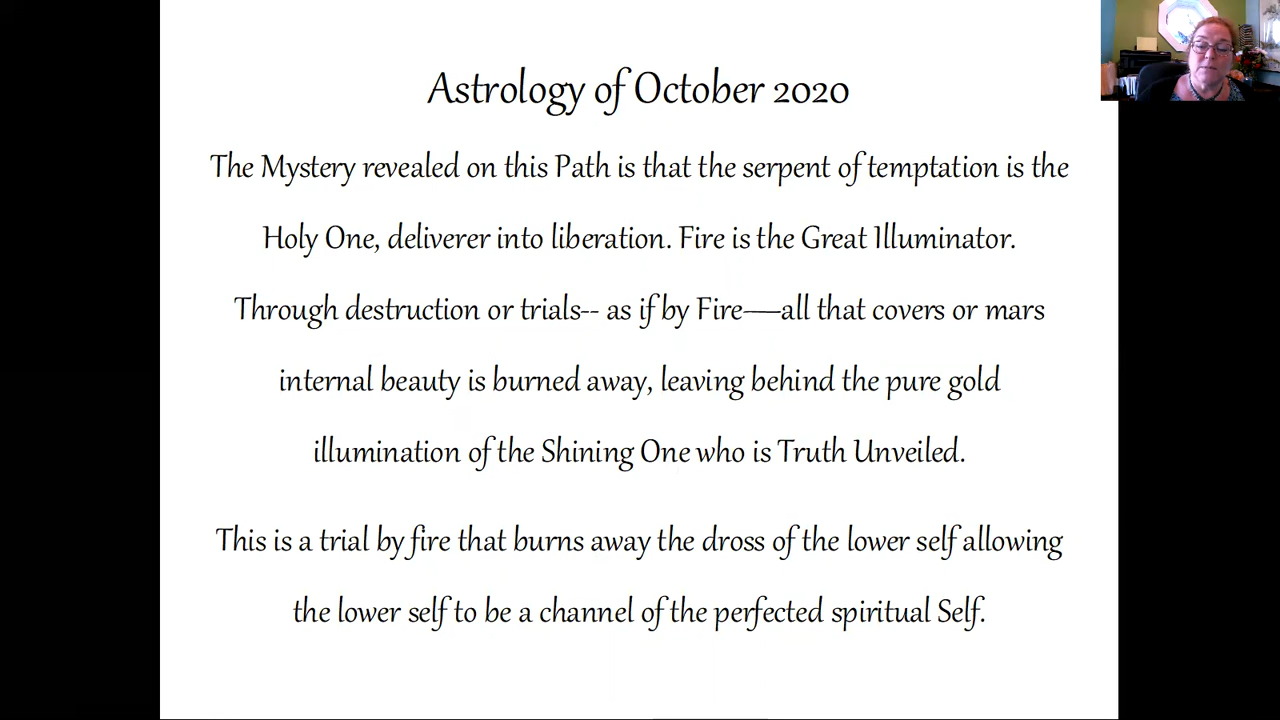 Astrology of October 2020
The Mystery revealed on this Path is that the serpent of temptation is the
Holy One, deliverer into liberation. Fire is the Great Illuminator.
Through destruction or trials-- as if by Fire—all that covers or mars
internal beauty is burned away, leaving behind the pure gold
illumination of the Shining One who is Truth Unveiled.
This is a trial by fire that burns away the dross of the lower self allowing
the lower self to be a channel of the perfected spiritual Self.